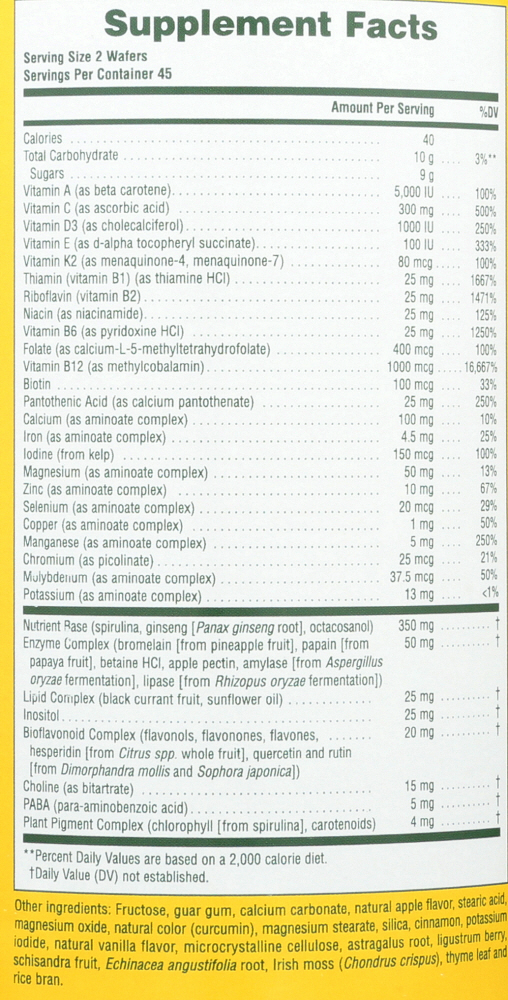 Supplement Facts
Serving Size 2 Wafers
Servings Per Container 45
Amount Per Serving %DV
Calories 40
Total Carbohydrate 10 g 3%**
Sugars 9 g
Vitamin A (as beta carotene) 5,000 IU 100%
Vitamin C (as ascorbic acid) 300 mg 500%
Vitamin D3 (as cholecalciferol) 1000 IU 250%
Vitamin E (as d-alpha tocopheryl succinate) 100 IU 333%
Vitamin K2 (as menaquinone-4, menaquinone-7) 80 mcg 100%
Thiamin (vitamin B1) (as thiamine HCl) 25 mg 1667%
Riboflavin (vitamin B2) 25 mg 1471%
Niacin (as niacinamide) 25 mg 125%
Vitamin B6 (as pyridoxine HCl) 25 mg 1250%
Folate (as calcium-L-5-methyltetrahydrofolate) 400 mcg 100%
Vitamin B12 (as methylcobalamin) 1000 mcg 16,667%
Biotin 100 mcg 33%
Pantothenic Acid (as calcium pantothenate) 25 mg 250%
Calcium (as aminoate complex) 100 mg 10%
Iron (as aminoate complex) 4.5 mg 25%
Iodine (from kelp) 150 mcg 100%
Magnesium (as aminoate complex) 50 mg 13%
Zinc (as aminoate complex) 10 mg 67%
Selenium (as aminoate complex) 20 mcg 29%
Copper (as aminoate complex) 1 mg 50%
Manganese (as aminoate complex) 5 mg 250%
Chromium (as picolinate) 25 mcg 21%
Molybdenum (as aminoate complex) 37.5 mcg 50%
Potassium (as aminoate complex) 13 mg <1%
Nutrient Base (spirulina, ginseng [Panax ginseng root], octacosanol) 350 mg †
Enzyme Complex (bromelain [from pineapple fruit], papain [from 50 mg †
papaya fruit], betaine HCl, apple pectin, amylase [from Aspergillus
oryzae fermentation], lipase [from Rhizopus oryzae fermentation])
Lipid Complex (black currant fruit, sunflower oil) 25 mg †
Inositol 25 mg †
Bioflavonoid Complex (flavonols, flavonones, flavones, 20 mg †
hesperidin [from Citrus spp. whole fruit], quercetin and rutin
[from Dimorphandra mollis and Sophora japonica])
Choline (as bitartrate) 15 mg †
PABA (para-aminobenzoic acid) 5 mg †
Plant Pigment Complex (chlorophyll [from spirulina], carotenoids) 4 mg †
**Percent Daily Values are based on a 2,000 calorie diet.
†Daily Value (DV) not established.
Other ingredients: Fructose, guar gum, calcium carbonate, natural apple flavor, stearic acid,
magnesium oxide, natural color (curcumin), magnesium stearate, silica, cinnamon, potassium
iodide, natural vanilla flavor, microcrystalline cellulose, astragalus root, ligustrum berry,
schisandra fruit, Echinacea angustifolia root, Irish moss (Chondrus crispus), thyme leaf and
rice bran.